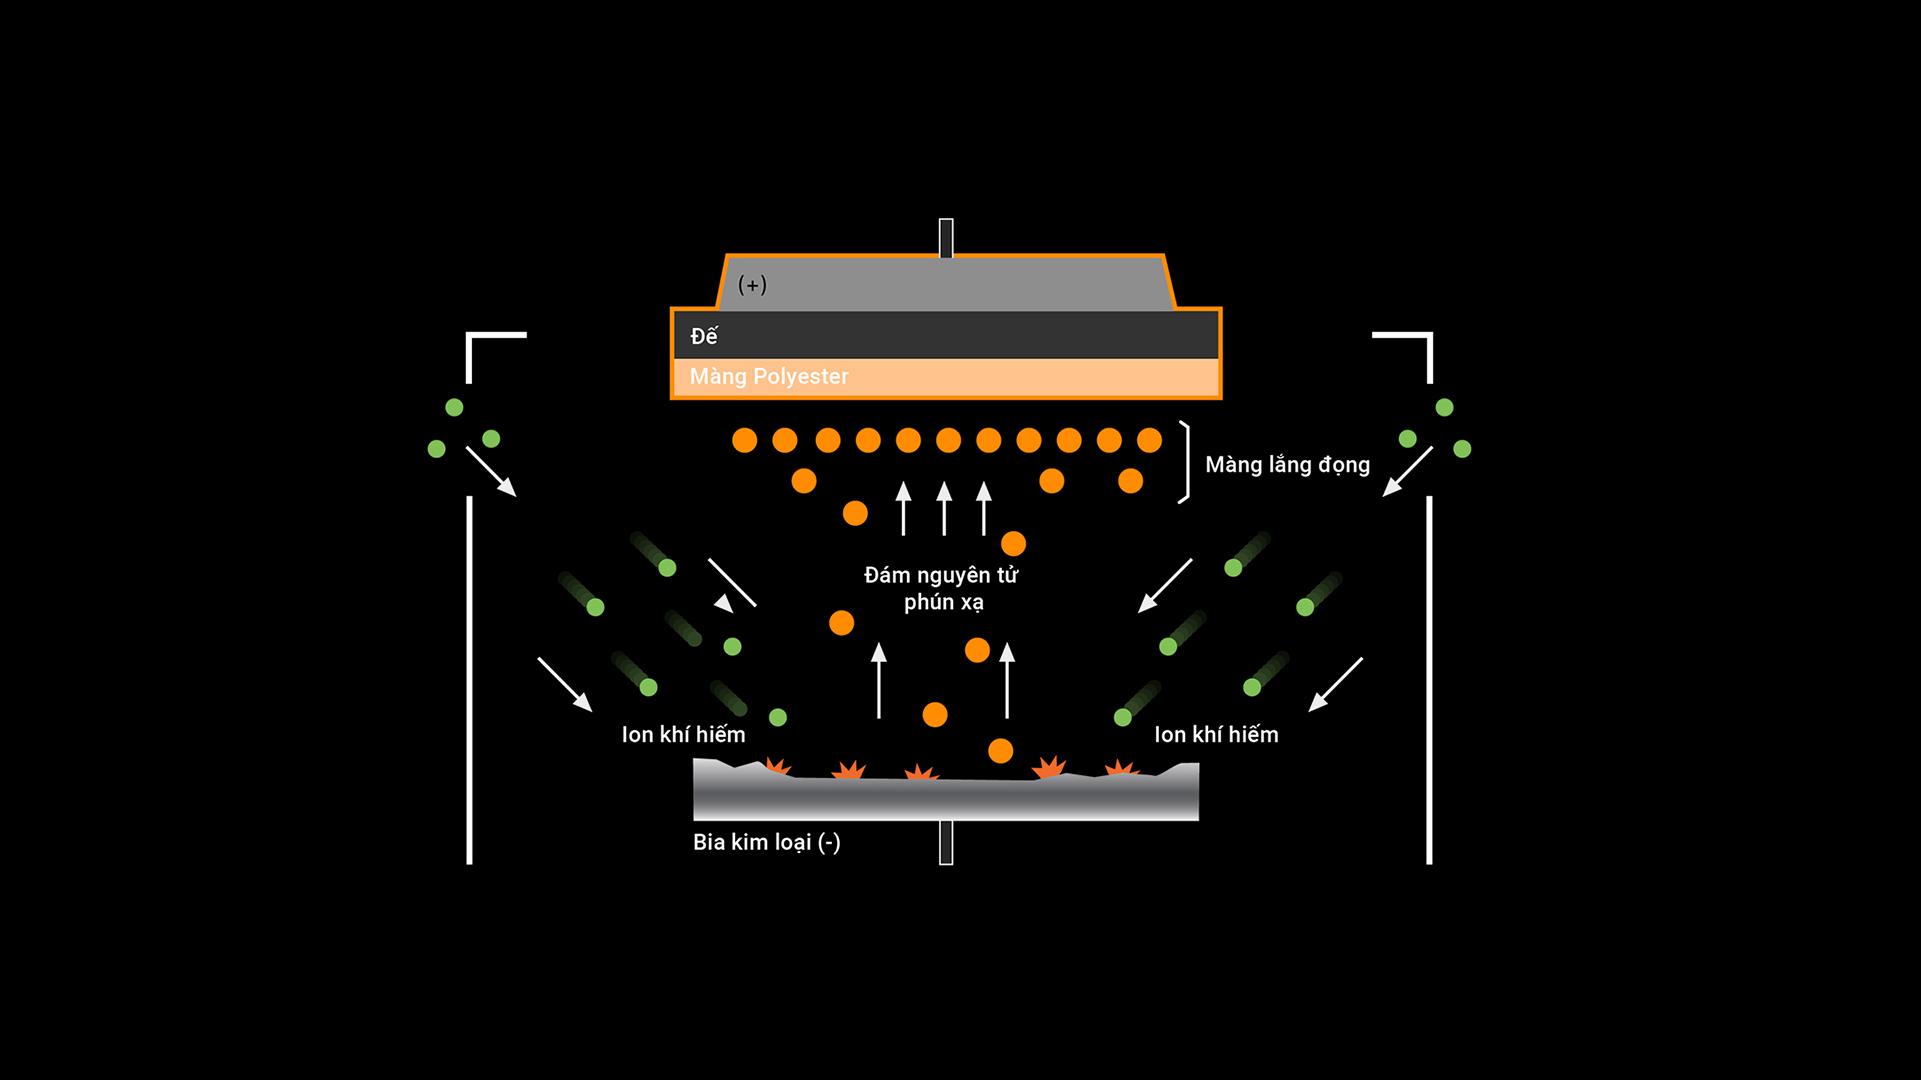 (+)
Đế
Màng Polyester
Màng lắng đọng
Đám nguyên tử
phún xạ
Ion khí hiếm
Ion khí hiếm
Bia kim loại (-)